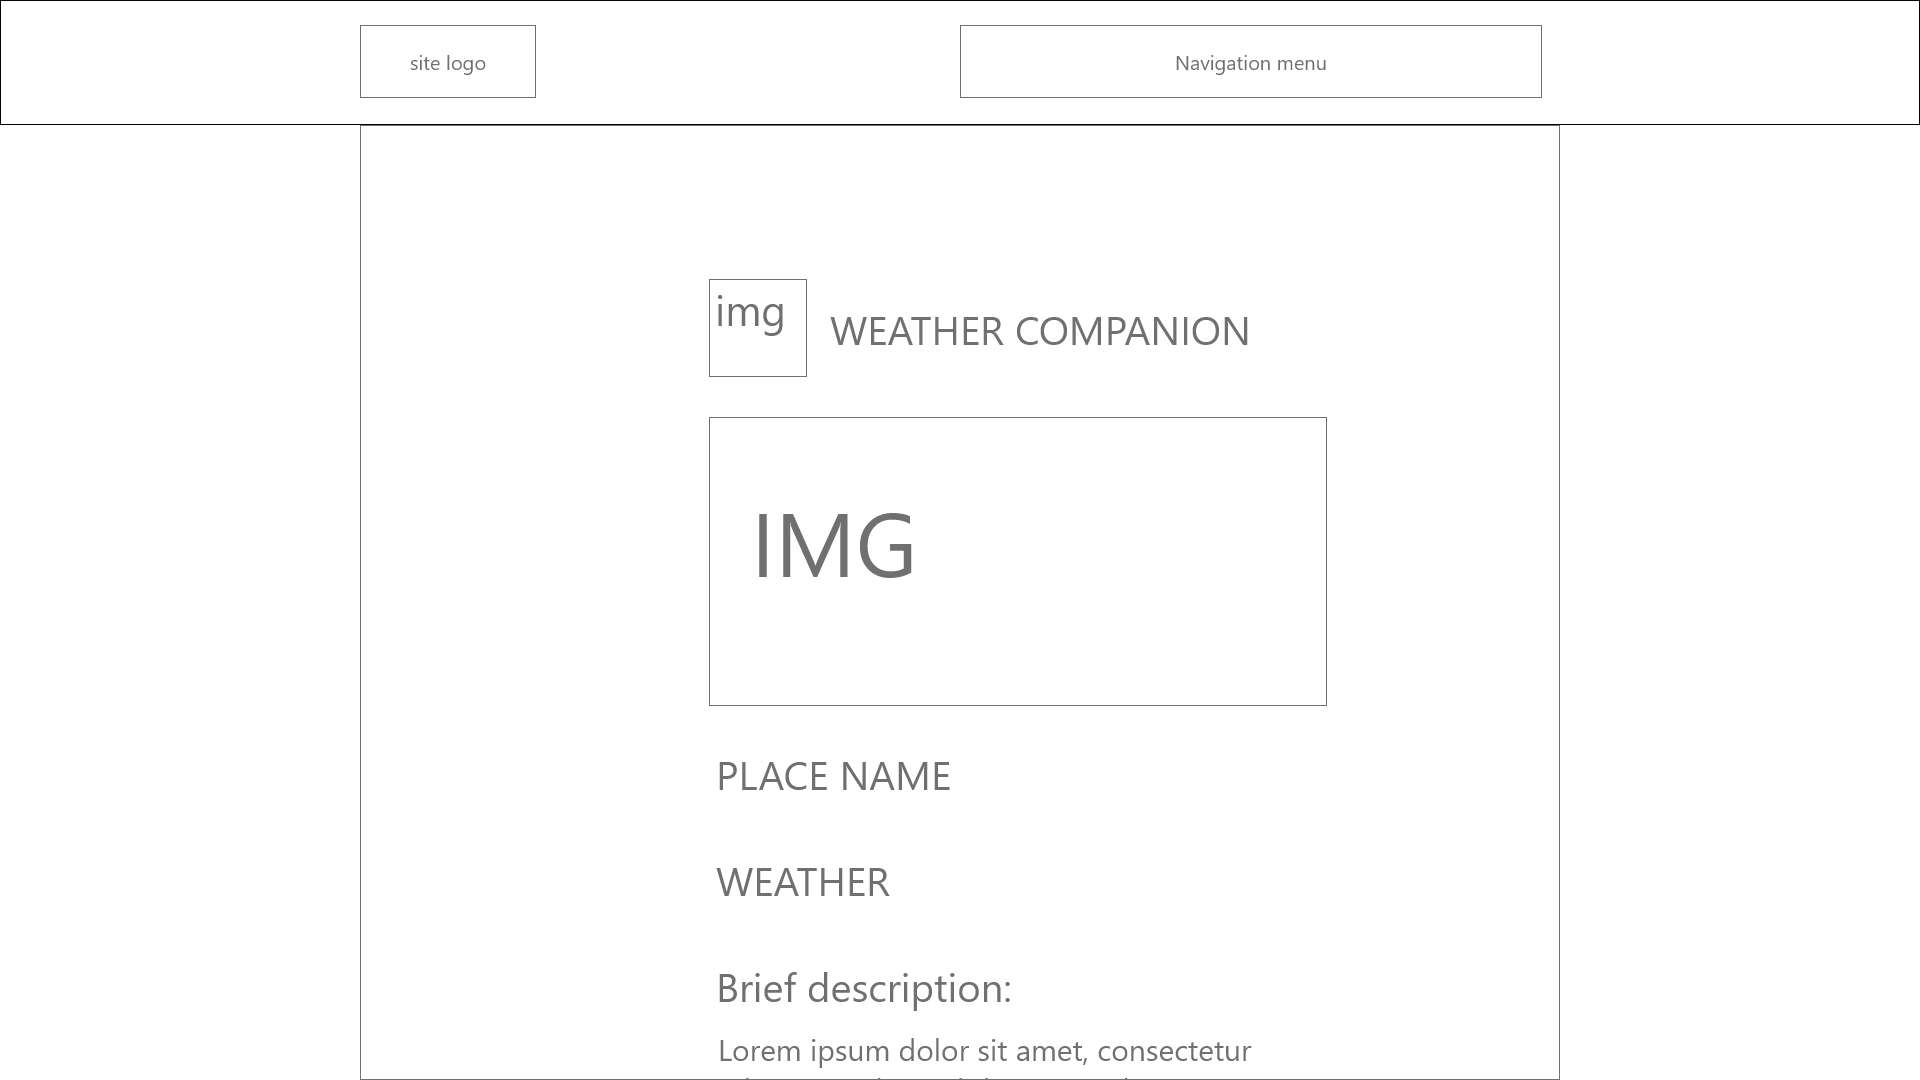 site logo
Navigation menu
img
WEATHER COMPANION
IMG
PLACE NAME
WEATHER
Brief description:
Lorem ipsum dolor sit amet, consectetur